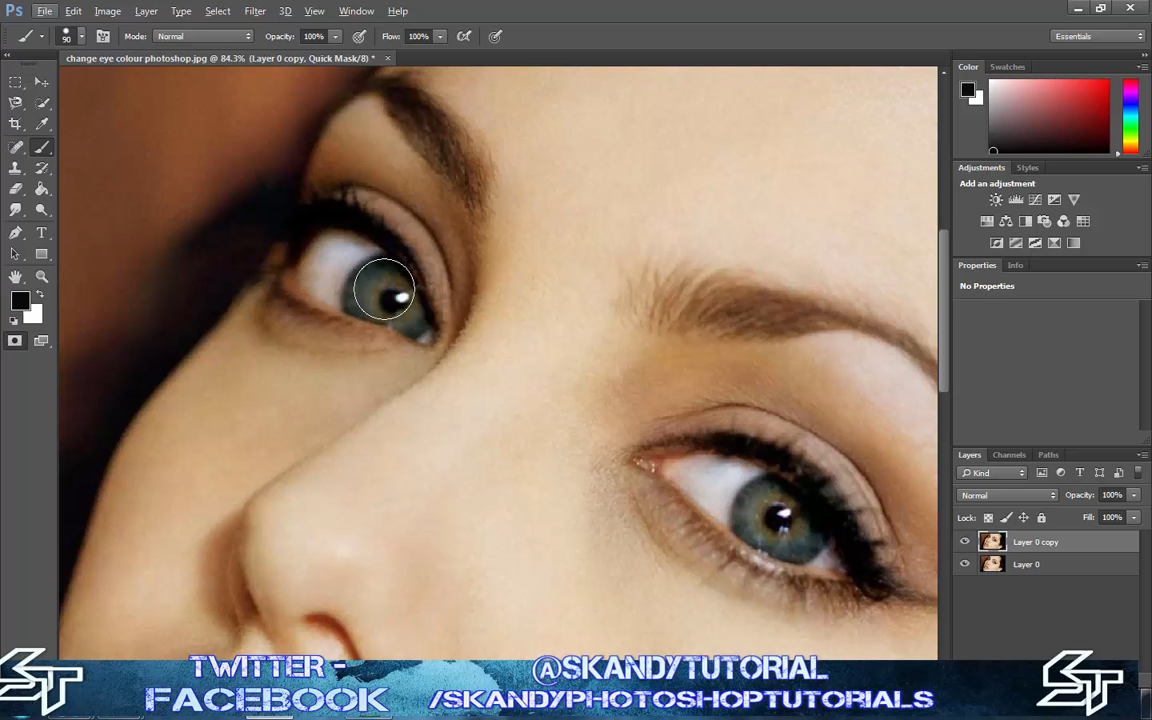 Ps File Edit Image Layer Type Select Filter 3D View Window Help
90 Mode: Normal Opacity: 100% Flow: 100% Essentials
change eye colour photoshop.jpg @ 84.3% (Layer 0 copy, Quick Mask/8) * ×
Color Swatches
Adjustments Styles
Add an adjustment
Properties Info
No Properties
Layers Channels Paths
Kind
Normal Opacity: 100%
Lock: Fill: 100%
Layer 0 copy
Layer 0
TWITTER - @SKANDYTUTORIAL
FACEBOOK /SKANDYPHOTOSHOPTUTORIALS
ST ST